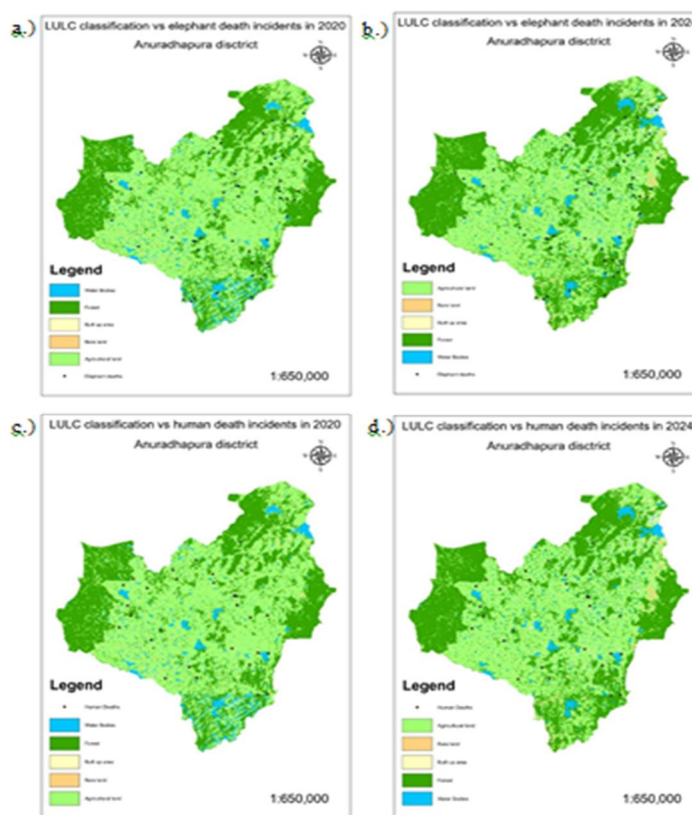 a.)
LULC classification vs elephant death incidents in 2020
Anuradhapura disctrict
Legend
Water Bodies
Forest
Built up area
Bare land
Agricultural land
Elephant deaths
1:650,000
b.)
LULC classification vs elephant death incidents in 202
Anuradhapura disctrict
Legend
Agricultural land
Bare land
Built up area
Forest
Water Bodies
Elephant deaths
1:650,000
c.)
LULC classification vs human death incidents in 2020
Anuradhapura disctrict
Legend
Human Deaths
Water Bodies
Forest
Built up area
Bare land
Agricultural land
1:650,000
d.)
LULC classification vs human death incidents in 2024
Anuradhapura disctrict
Legend
Human Deaths
Agricultural land
Bare land
Built up area
Forest
Water Bodies
1:650,000